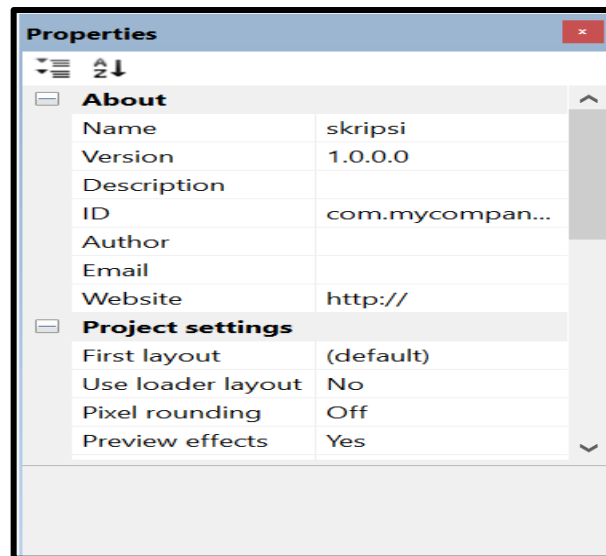 Properties
About
Name skripsi
Version 1.0.0.0
Description
ID com.mycompan...
Author
Email
Website http://
Project settings
First layout (default)
Use loader layout No
Pixel rounding Off
Preview effects Yes